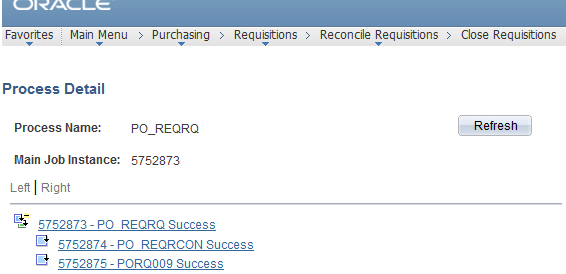 ORACLE
Favorites Main Menu > Purchasing > Requisitions > Reconcile Requisitions > Close Requisitions
Process Detail
Process Name: PO_REQRQ Refresh
Main Job Instance: 5752873
Left | Right
5752873 - PO_REQRQ Success
5752874 - PO_REQRCON Success
5752875 - PORQ009 Success